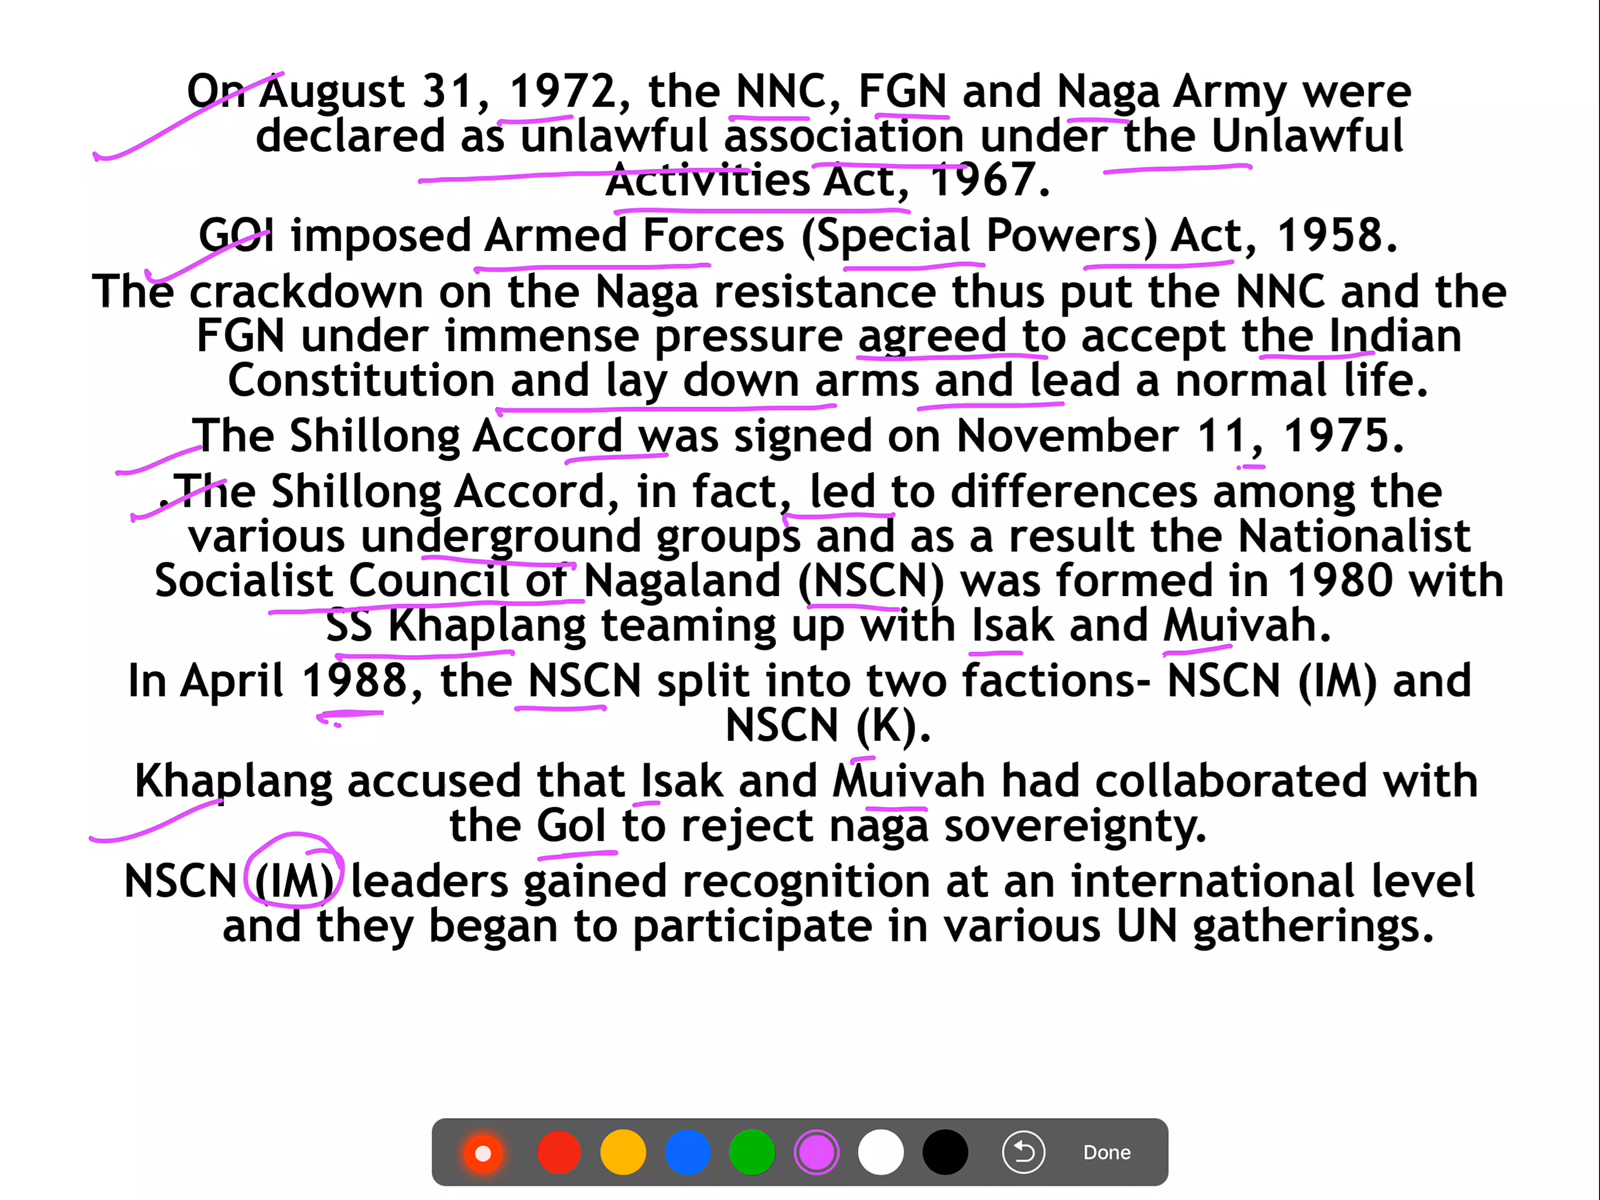 On August 31, 1972, the NNC, FGN and Naga Army were
declared as unlawful association under the Unlawful
Activities Act, 1967.
GOI imposed Armed Forces (Special Powers) Act, 1958.
The crackdown on the Naga resistance thus put the NNC and the
FGN under immense pressure agreed to accept the Indian
Constitution and lay down arms and lead a normal life.
The Shillong Accord was signed on November 11, 1975.
.The Shillong Accord, in fact, led to differences among the
various underground groups and as a result the Nationalist
Socialist Council of Nagaland (NSCN) was formed in 1980 with
SS Khaplang teaming up with Isak and Muivah.
In April 1988, the NSCN split into two factions- NSCN (IM) and
NSCN (K).
Khaplang accused that Isak and Muivah had collaborated with
the GoI to reject naga sovereignty.
NSCN (IM) leaders gained recognition at an international level
and they began to participate in various UN gatherings.
Done